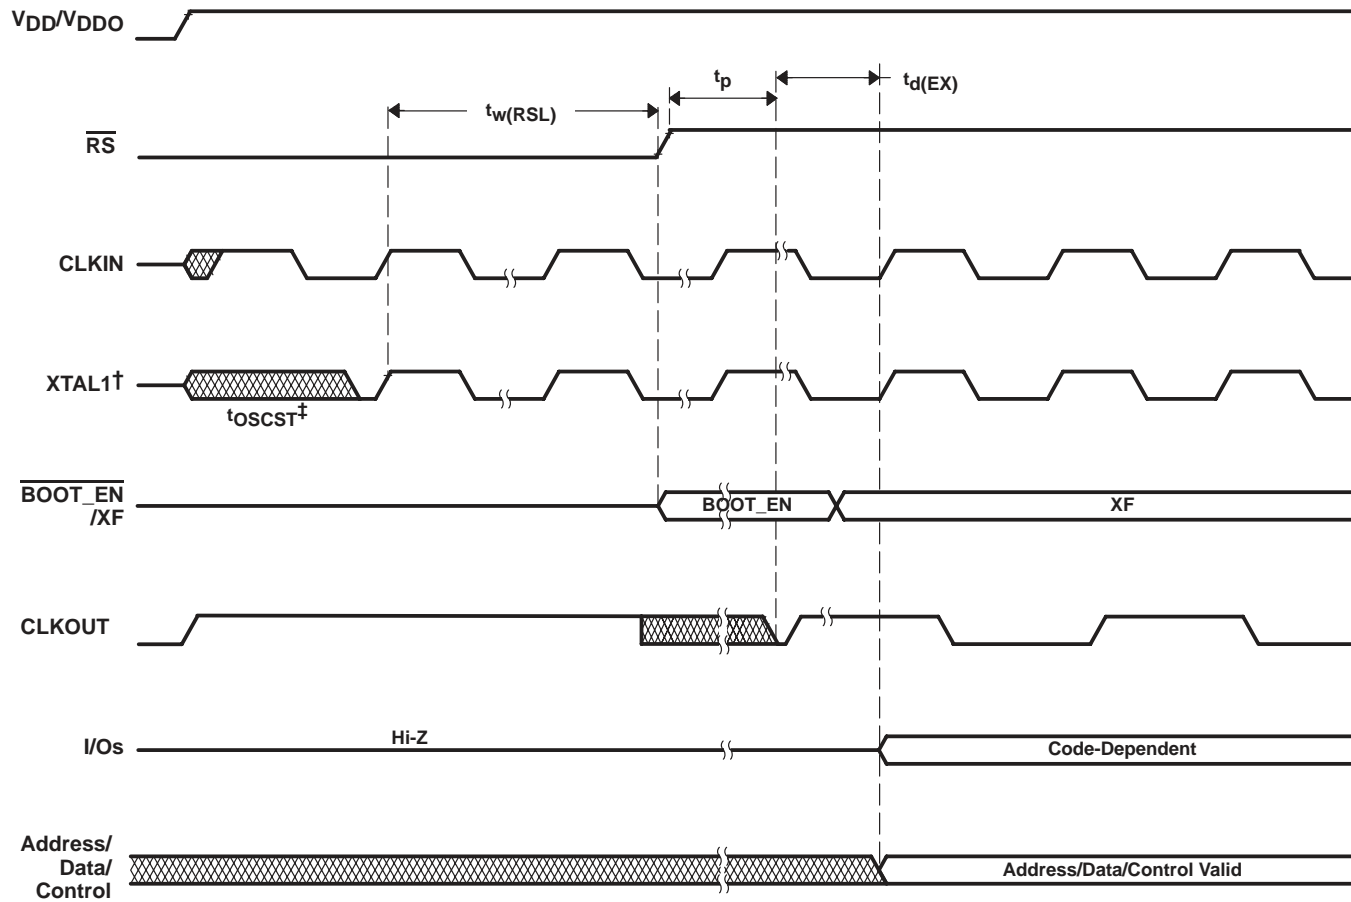 VDD/VDDO
tp
td(EX)
tw(RSL)
RS
CLKIN
XTAL1†
tOSCST‡
BOOT_EN
/XF
BOOT_EN
XF
CLKOUT
I/Os
Hi-Z
Code-Dependent
Address/
Data/
Control
Address/Data/Control Valid